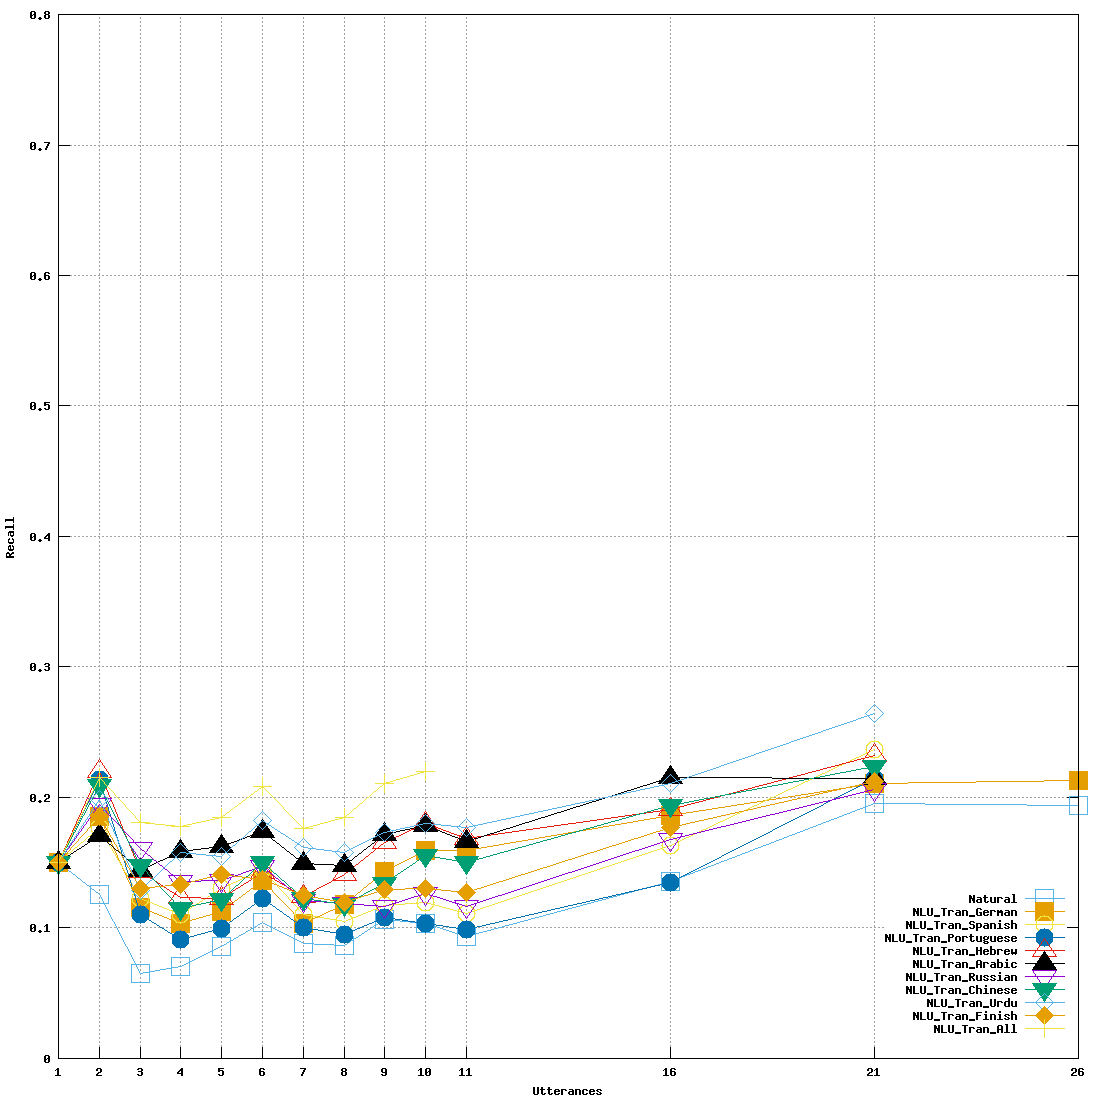 0.8
0.7
0.6
0.5
0.4
0.3
0.2
0.1
0
Recall
1 2 3 4 5 6 7 8 9 10 11 16 21 26
Utterances
Natural
NLU_Tran_German
NLU_Tran_Spanish
NLU_Tran_Portuguese
NLU_Tran_Hebrew
NLU_Tran_Arabic
NLU_Tran_Russian
NLU_Tran_Chinese
NLU_Tran_Urdu
NLU_Tran_Finish
NLU_Tran_All